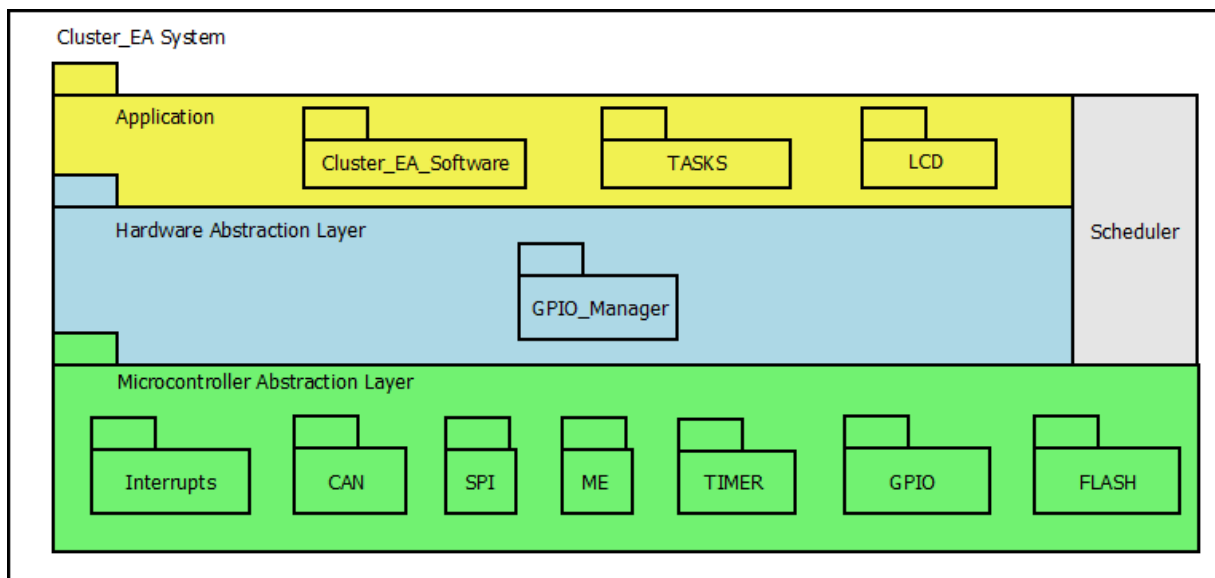 Cluster_EA System
Application
Cluster_EA_Software
TASKS
LCD
Hardware Abstraction Layer
Scheduler
GPIO_Manager
Microcontroller Abstraction Layer
Interrupts
CAN
SPI
ME
TIMER
GPIO
FLASH